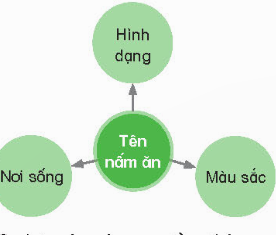 Hình
dạng
Tên
nấm ăn
Nơi sống
Màu sắc